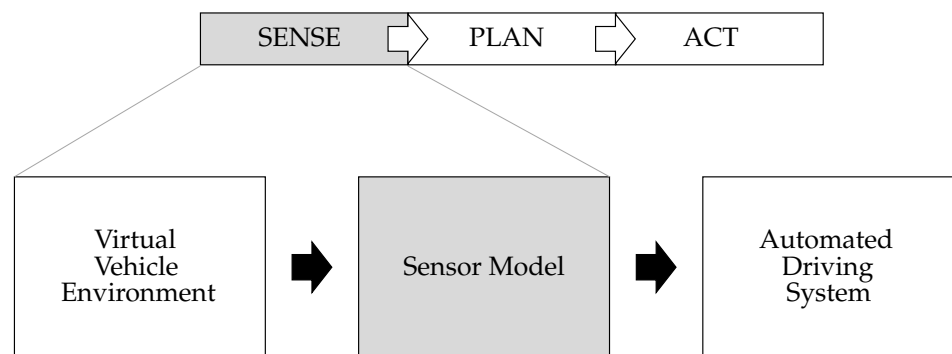 SENSE PLAN ACT
Virtual
Vehicle
Environment
Sensor Model
Automated
Driving
System